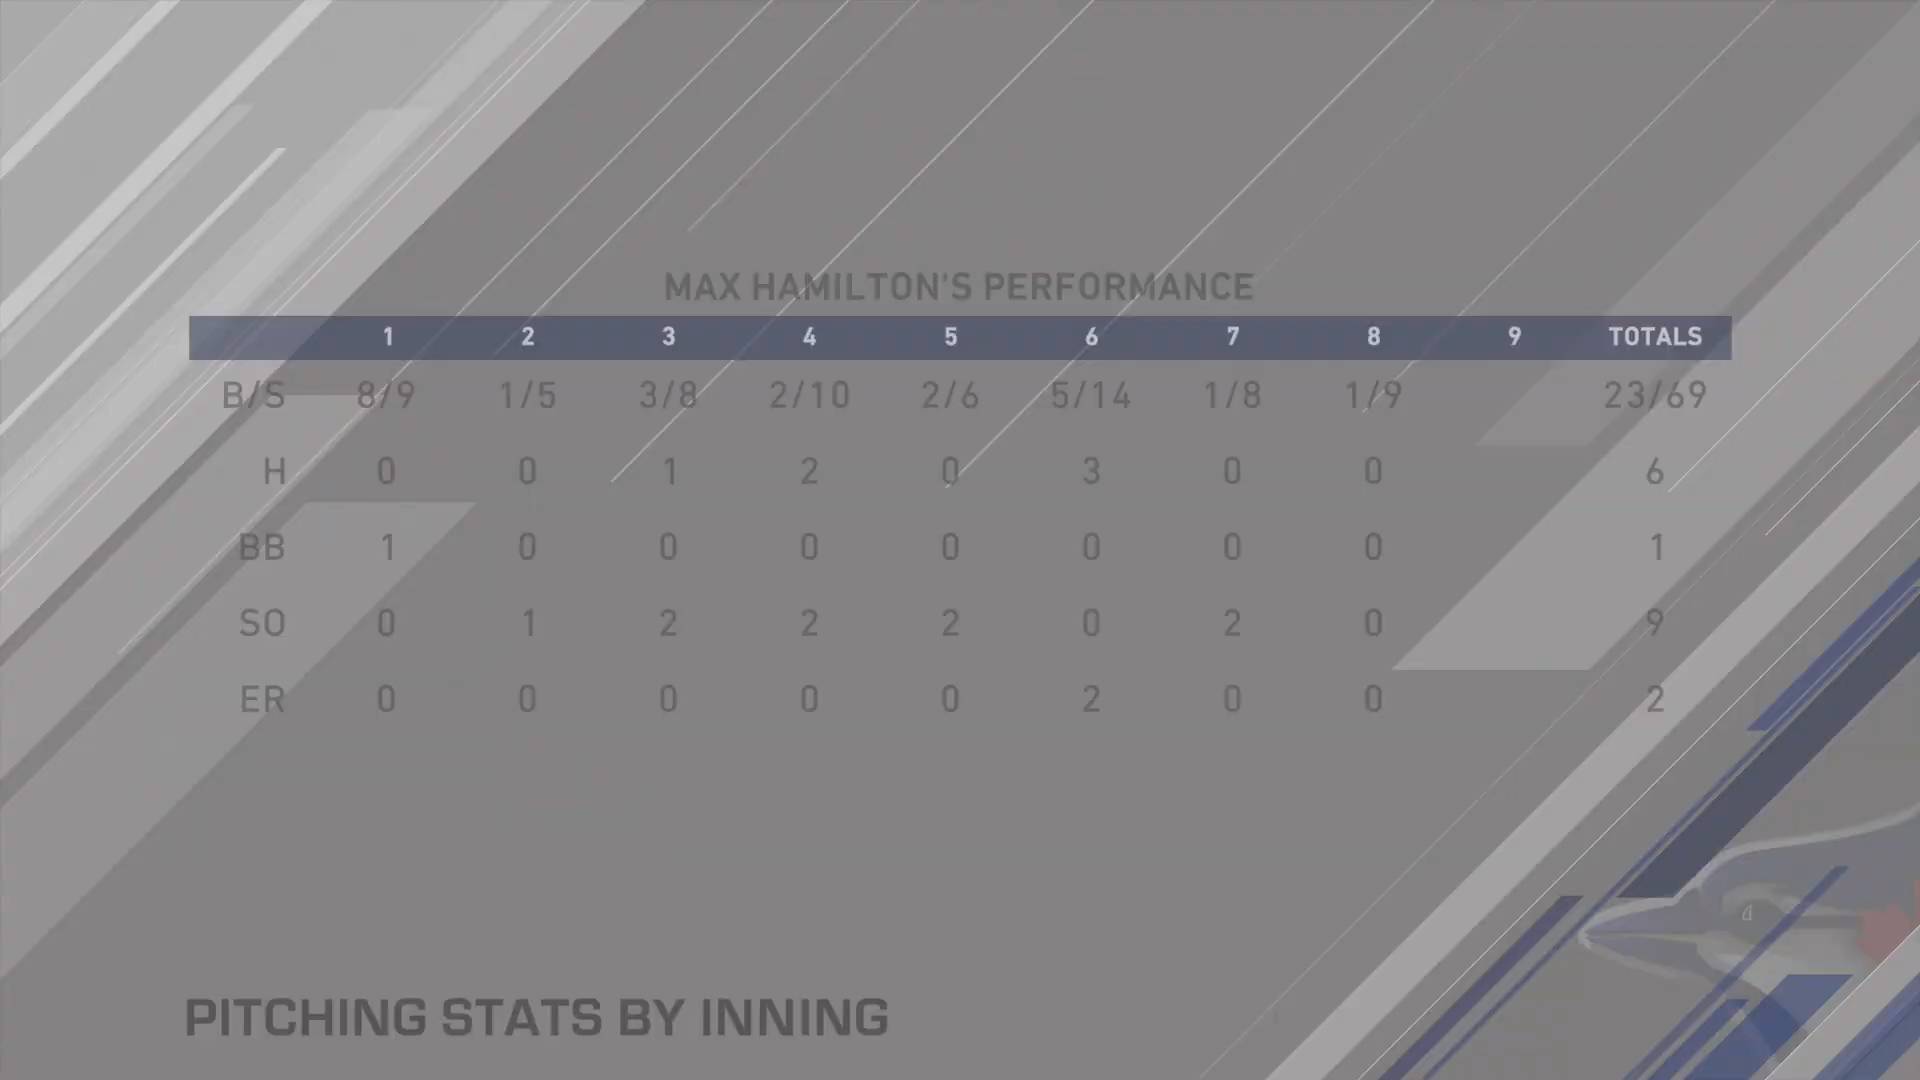 MAX HAMILTON'S PERFORMANCE
1 2 3 4 5 6 7 8 9 TOTALS
B/S 8/9 1/5 3/8 2/10 2/6 5/14 1/8 1/9 23/69
H 0 0 1 2 0 3 0 0 6
BB 1 0 0 0 0 0 0 0 1
SO 0 1 2 2 2 0 2 0 9
ER 0 0 0 0 0 2 0 0 2
PITCHING STATS BY INNING